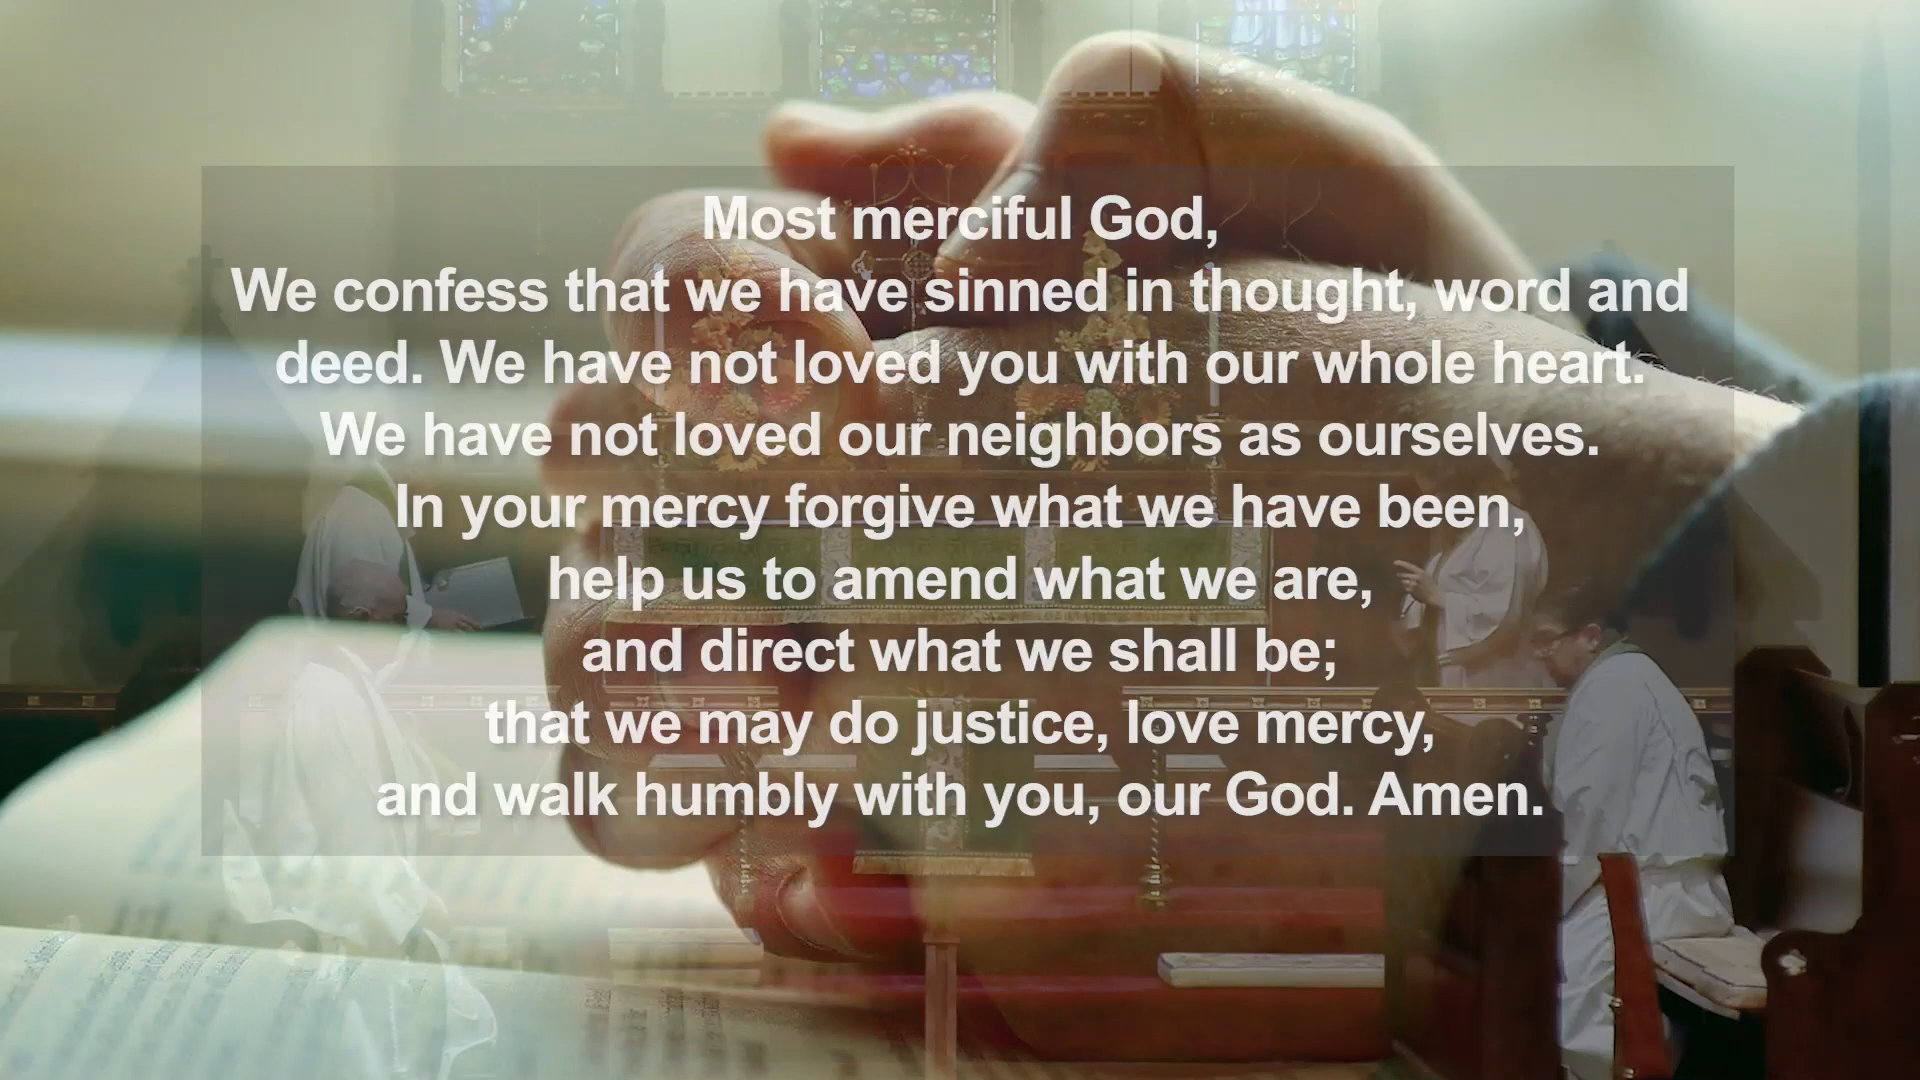 Most merciful God,
We confess that we have sinned in thought, word and
deed. We have not loved you with our whole heart.
We have not loved our neighbors as ourselves.
In your mercy forgive what we have been,
help us to amend what we are,
and direct what we shall be;
that we may do justice, love mercy,
and walk humbly with you, our God. Amen.